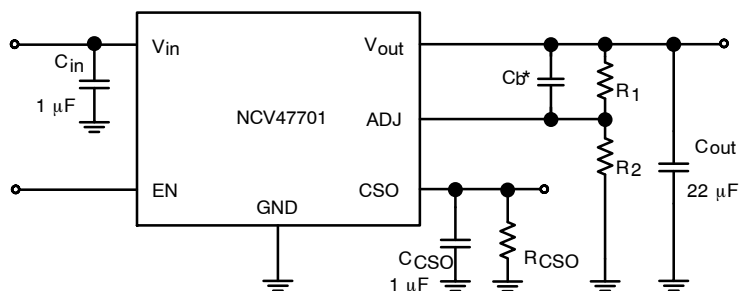 Vin
Vout
Cin
1 μF
Cb*
R1
NCV47701
ADJ
Cout
22 μF
R2
EN
CSO
GND
CCSO
1 μF
RCSO